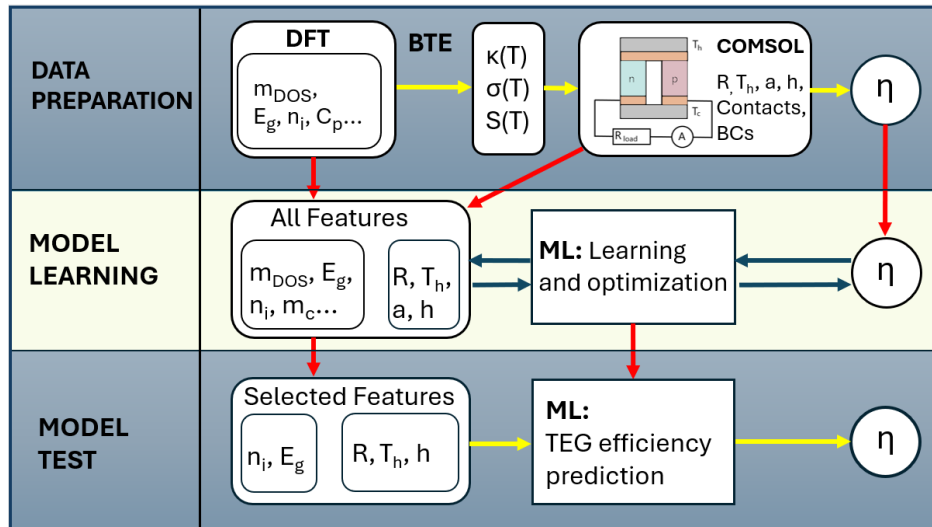 DATA
PREPARATION
DFT
m_DOS,
E_g, n_i, C_p...
BTE
κ(T)
σ(T)
S(T)
COMSOL
T_h
n
p
T_c
R_load
A
R, T_h, a, h,
Contacts,
BCs
η
MODEL
LEARNING
All Features
m_DOS, E_g,
n_i, m_c...
R, T_h,
a, h
ML: Learning
and optimization
η
MODEL
TEST
Selected Features
n_i, E_g
R, T_h, h
ML:
TEG efficiency
prediction
η